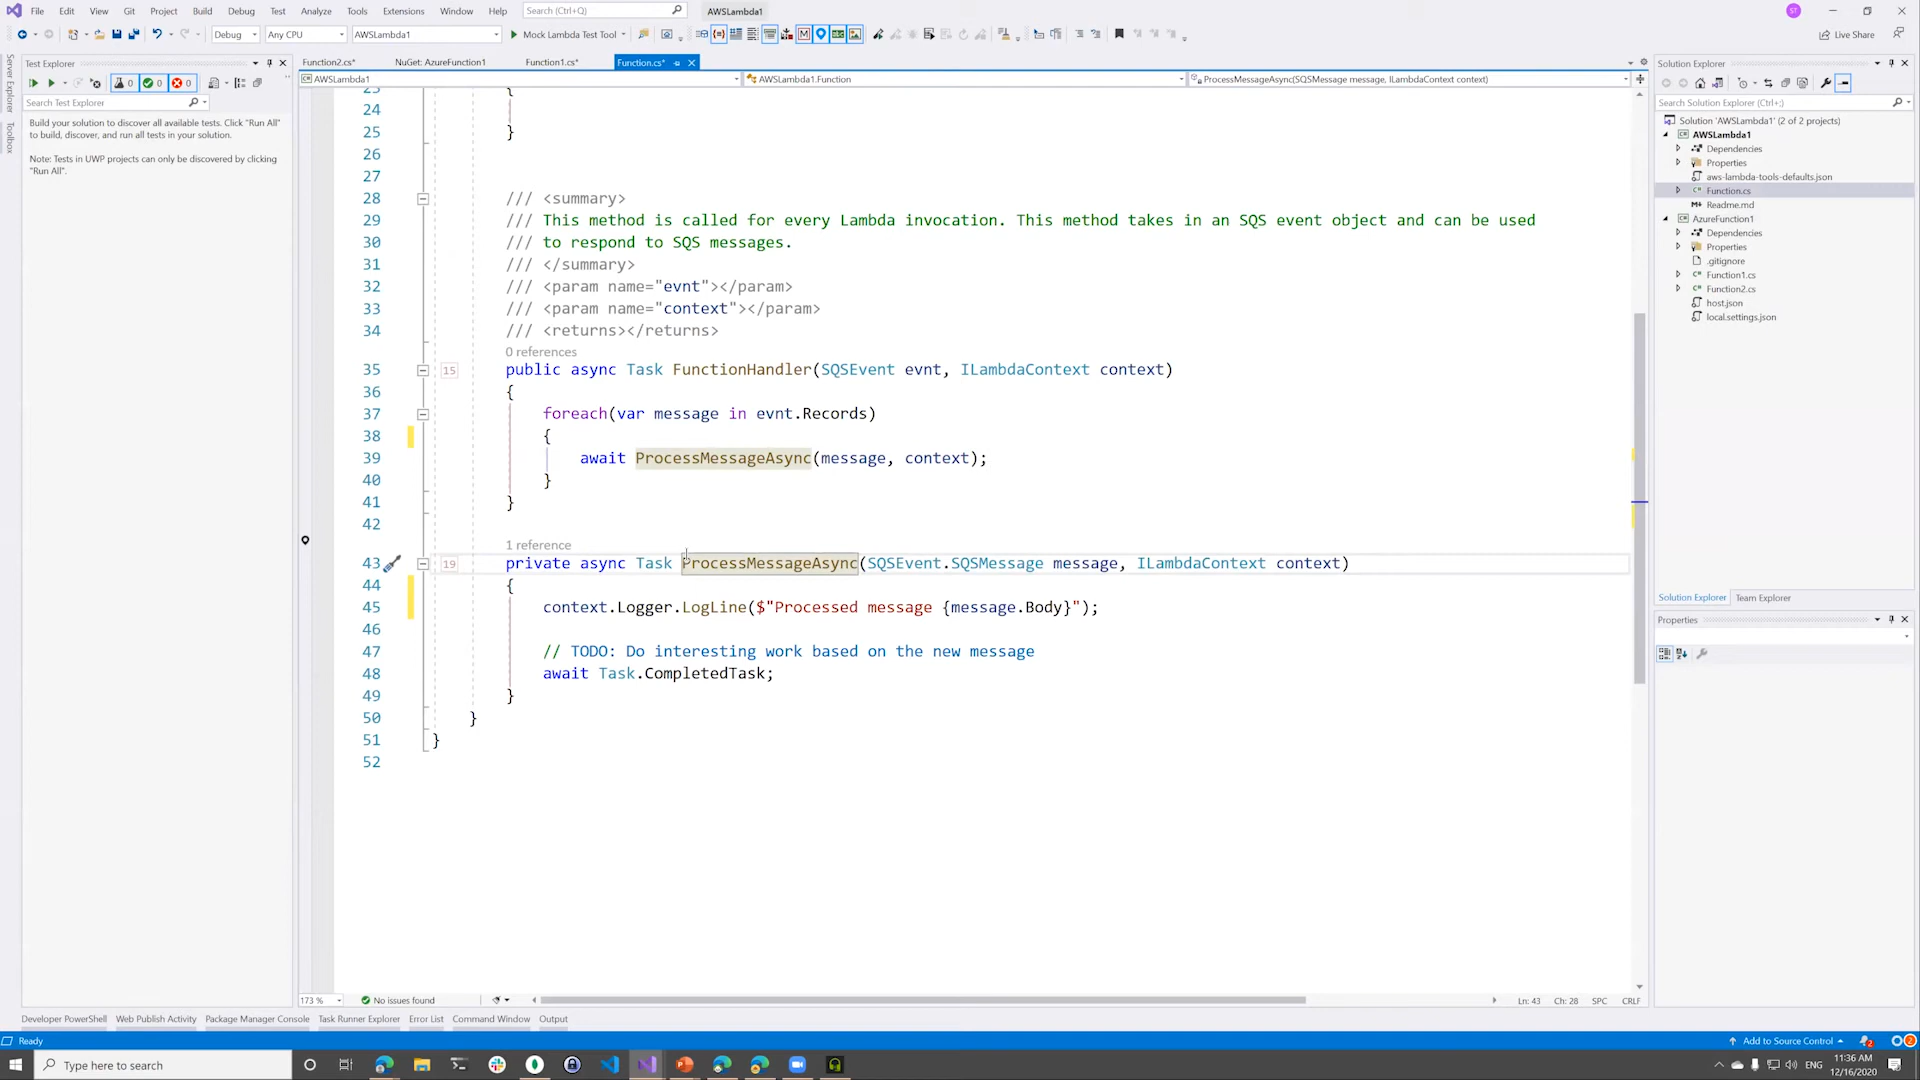 File Edit View Git Project Build Debug Test Analyze Tools Extensions Window Help Search (Ctrl+Q) AWSLambda1 ST
Debug Any CPU AWSLambda1 Mock Lambda Test Tool Live Share
Server Explorer
Toolbox
Test Explorer
0 0 0
Search Test Explorer
Build your solution to discover all available tests. Click "Run All"
to build, discover, and run all tests in your solution.
Note: Tests in UWP projects can only be discovered by clicking
"Run All".
Function2.cs* NuGet: AzureFunction1 Function1.cs* Function.cs*
AWSLambda1 AWSLambda1.Function ProcessMessageAsync(SQSMessage message, ILambdaContext context)
23 {
24
25 }
26
27
28 /// <summary>
29 /// This method is called for every Lambda invocation. This method takes in an SQS event object and can be used
30 /// to respond to SQS messages.
31 /// </summary>
32 /// <param name="evnt"></param>
33 /// <param name="context"></param>
34 /// <returns></returns>
0 references
35 15 public async Task FunctionHandler(SQSEvent evnt, ILambdaContext context)
36 {
37 foreach(var message in evnt.Records)
38 {
39 await ProcessMessageAsync(message, context);
40 }
41 }
42
1 reference
43 19 private async Task ProcessMessageAsync(SQSEvent.SQSMessage message, ILambdaContext context)
44 {
45 context.Logger.LogLine($"Processed message {message.Body}");
46
47 // TODO: Do interesting work based on the new message
48 await Task.CompletedTask;
49 }
50 }
51 }
52
173 % No issues found Ln: 43 Ch: 28 SPC CRLF
Solution Explorer
Search Solution Explorer (Ctrl+;)
Solution 'AWSLambda1' (2 of 2 projects)
AWSLambda1
Dependencies
Properties
aws-lambda-tools-defaults.json
Function.cs
Readme.md
AzureFunction1
Dependencies
Properties
.gitignore
Function1.cs
Function2.cs
host.json
local.settings.json
Solution Explorer Team Explorer
Properties
Developer PowerShell Web Publish Activity Package Manager Console Task Runner Explorer Error List Command Window Output
Ready Add to Source Control 2 2
Type here to search ENG 11:36 AM
12/16/2020